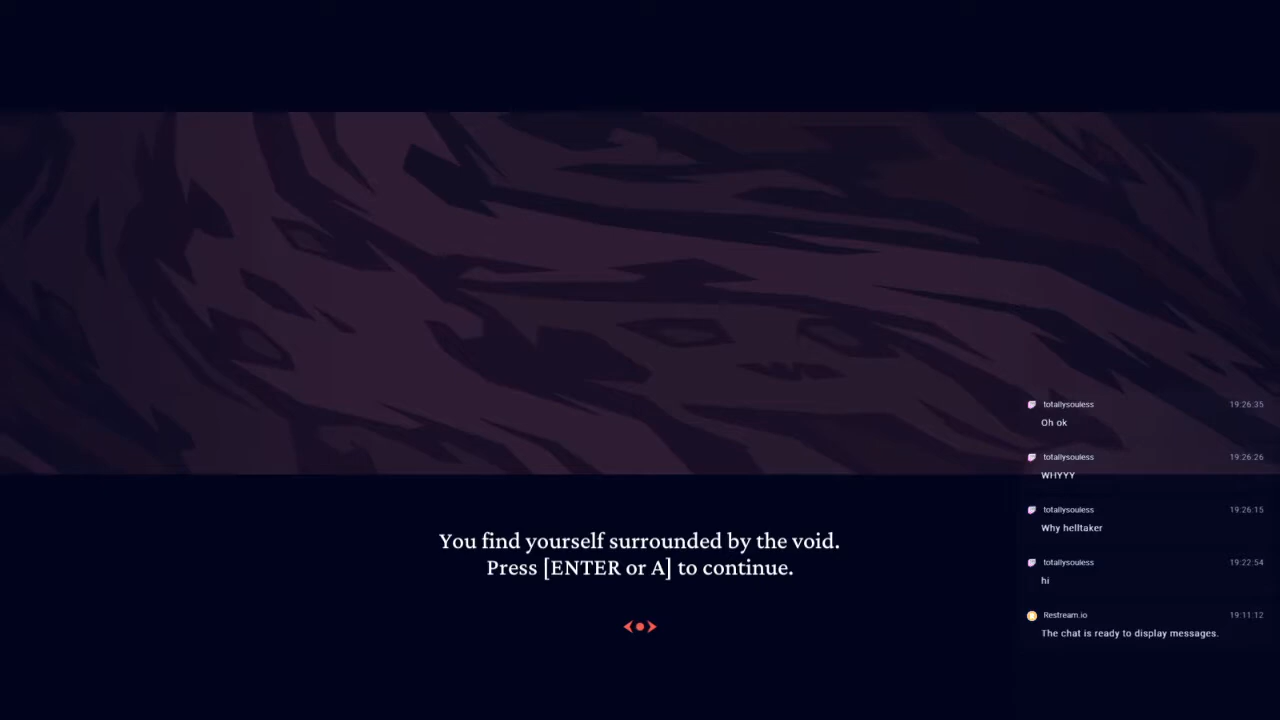 You find yourself surrounded by the void.
Press [ENTER or A] to continue.
totallysouless 19:26:35
Oh ok
totallysouless 19:26:26
WHYYY
totallysouless 19:26:15
Why helltaker
totallysouless 19:22:54
hi
Restream.io 19:11:12
The chat is ready to display messages.